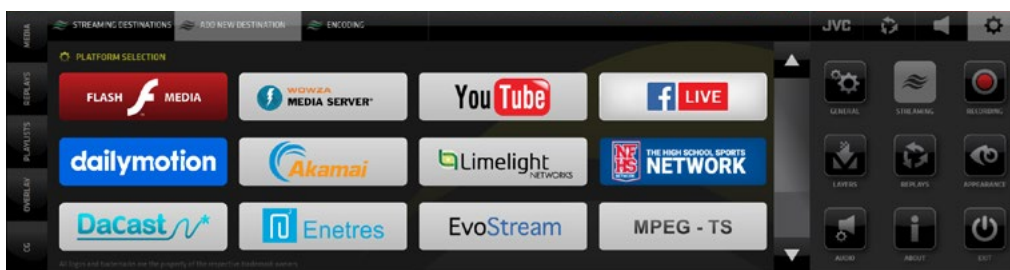 MEDIA
REPLAYS
PLAYLISTS
OVERLAY
CG
STREAMING DESTINATIONS
ADD NEW DESTINATION
ENCODING
PLATFORM SELECTION
FLASH MEDIA
WOWZA
MEDIA SERVER
YouTube
f LIVE
dailymotion
Akamai
Limelight
NETWORKS
NFHS NETWORK
THE HIGH SCHOOL SPORTS
NETWORK
DaCast
Enetres
EvoStream
MPEG - TS
All logos and trademarks are the property of the respective trademark owners
JVC
GENERAL
STREAMING
RECORDING
LAYERS
REPLAYS
APPEARANCE
AUDIO
ABOUT
EXIT